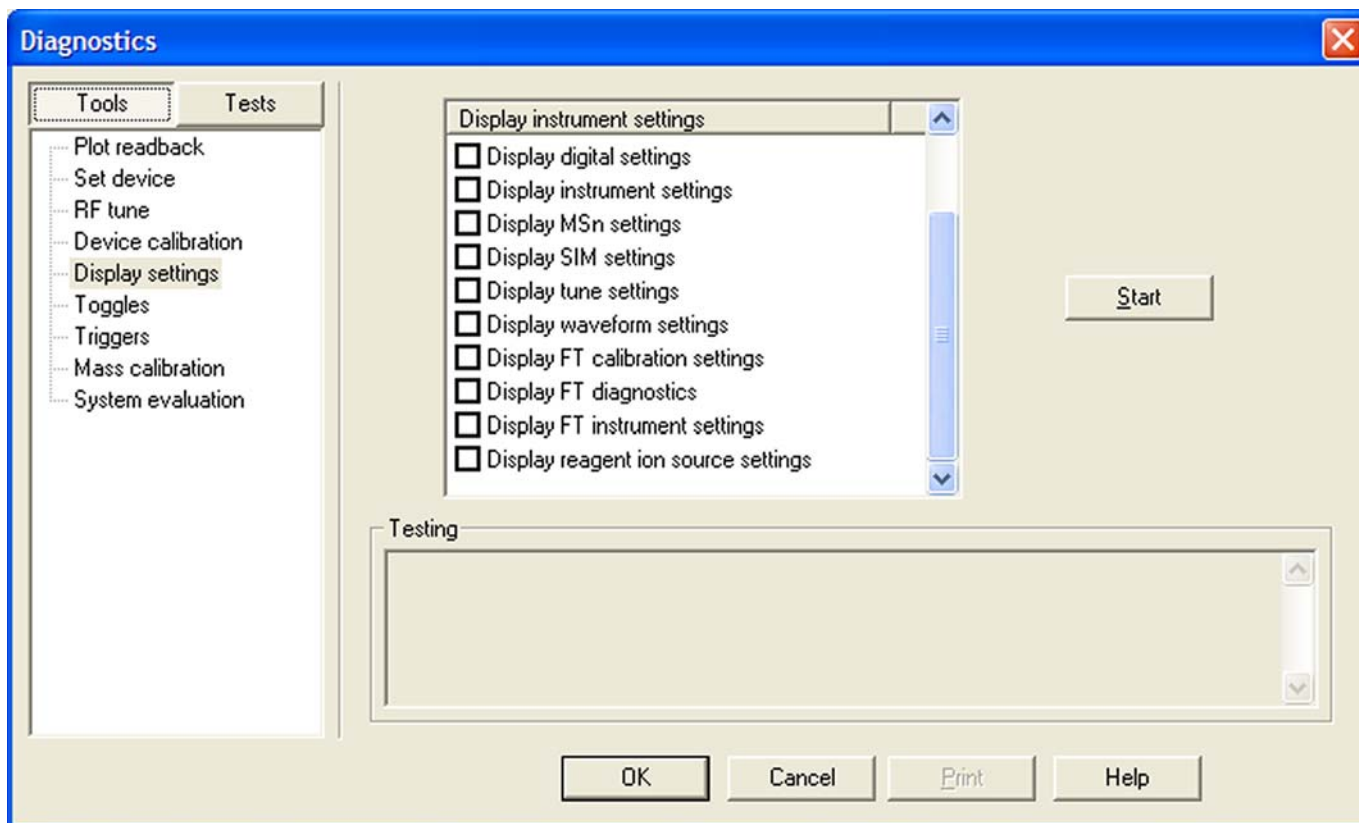 Diagnostics
Tools Tests
Plot readback
Set device
RF tune
Device calibration
Display settings
Toggles
Triggers
Mass calibration
System evaluation
Display instrument settings
Display digital settings
Display instrument settings
Display MSn settings
Display SIM settings
Display tune settings
Display waveform settings
Display FT calibration settings
Display FT diagnostics
Display FT instrument settings
Display reagent ion source settings
Start
Testing
OK Cancel Print Help